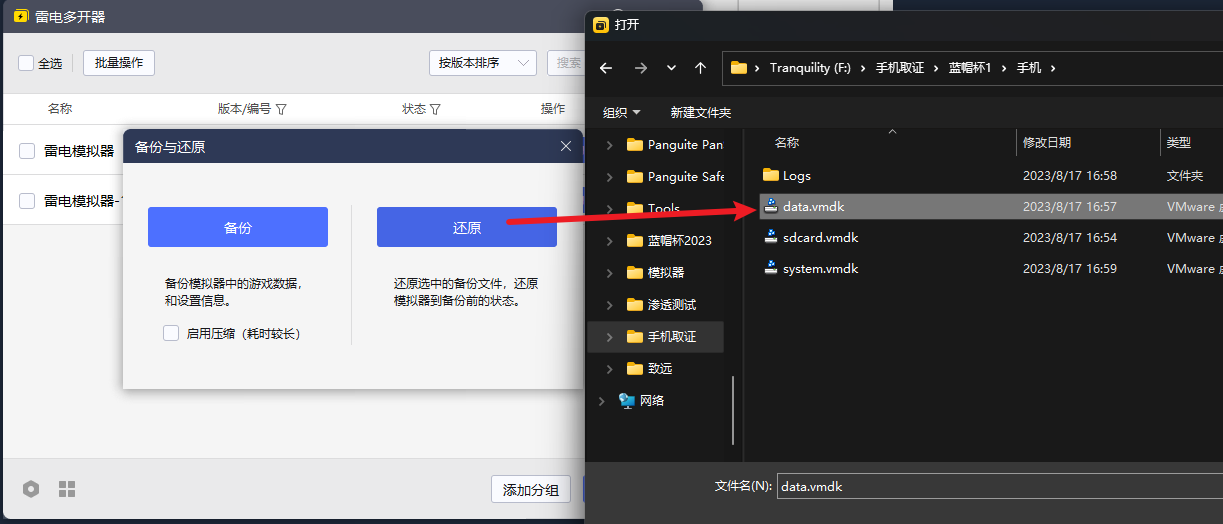 雷电多开器
全选
批量操作
按版本排序
搜索
名称
版本/编号
状态
操作
雷电模拟器
雷电模拟器-
备份与还原
备份
还原
备份模拟器中的游戏数据，
和设置信息。
启用压缩（耗时较长）
还原选中的备份文件，还原
模拟器到备份前的状态。
添加分组
打开
Tranquility (F:) › 手机取证 › 蓝帽杯1 › 手机 ›
组织
新建文件夹
Panguite Pan
Panguite Safe
Tools
蓝帽杯2023
模拟器
渗透测试
手机取证
致远
网络
名称
修改日期
类型
Logs
2023/8/17 16:58
文件夹
data.vmdk
2023/8/17 16:57
VMware
sdcard.vmdk
2023/8/17 16:54
VMware
system.vmdk
2023/8/17 16:59
VMware
文件名(N):
data.vmdk